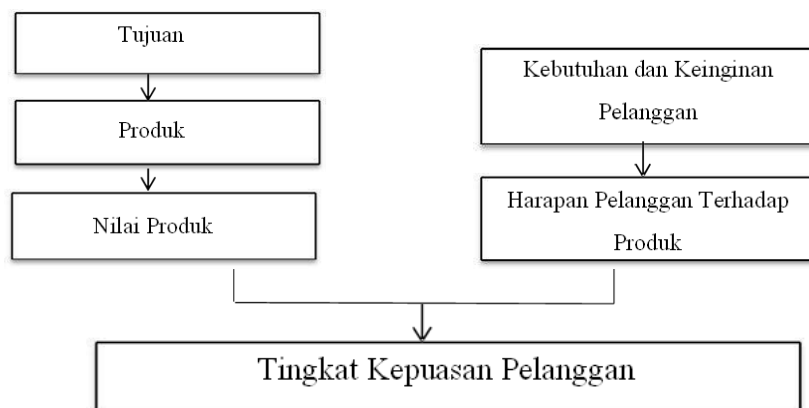 Tujuan
Produk
Nilai Produk
Kebutuhan dan Keinginan
Pelanggan
Harapan Pelanggan Terhadap
Produk
Tingkat Kepuasan Pelanggan